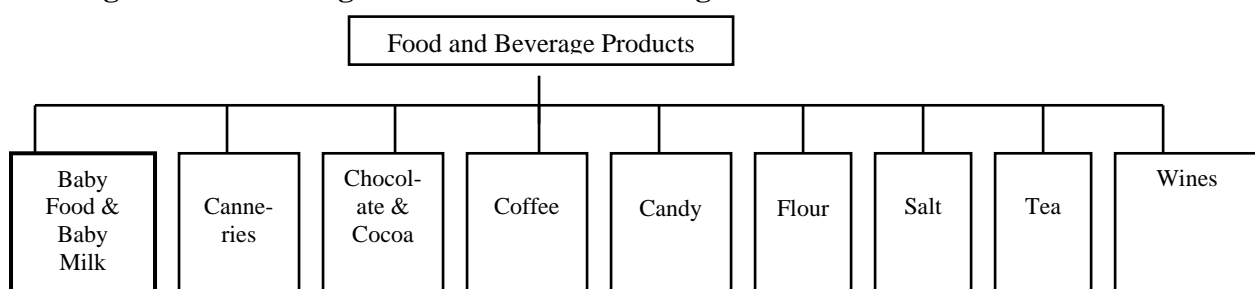 Food and Beverage Products
Baby
Food &
Baby
Milk
Canne-
ries
Chocol-
ate &
Cocoa
Coffee
Candy
Flour
Salt
Tea
Wines